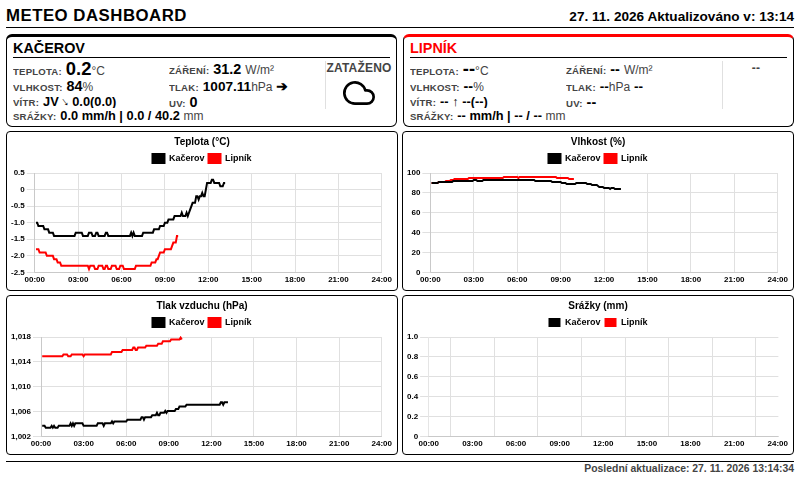 METEO DASHBOARD
27. 11. 2026 Aktualizováno v: 13:14
KAČEROV
TEPLOTA: 0.2°C
ZÁŘENÍ: 31.2 W/m²
ZATAŽENO
VLHKOST: 84%
TLAK: 1007.11hPa ➔
VÍTR: JV ↓ 0.0(0.0)
UV: 0
SRÁŽKY: 0.0 mm/h | 0.0 / 40.2 mm
LIPNÍK
TEPLOTA: --°C
ZÁŘENÍ: -- W/m²
--
VLHKOST: --%
TLAK: --hPa --
VÍTR: -- ↑ --(--)
UV: --
SRÁŽKY: -- mm/h | -- / -- mm
Teplota (°C)
Kačerov Lipník
0.5
0
-0.5
-1.0
-1.5
-2.0
-2.5
00:00 03:00 06:00 09:00 12:00 15:00 18:00 21:00 24:00
Vlhkost (%)
Kačerov Lipník
100
80
60
40
20
0
00:00 03:00 06:00 09:00 12:00 15:00 18:00 21:00 24:00
Tlak vzduchu (hPa)
Kačerov Lipník
1,018
1,014
1,010
1,006
1,002
00:00 03:00 06:00 09:00 12:00 15:00 18:00 21:00 24:00
Srážky (mm)
Kačerov Lipník
1.0
0.8
0.6
0.4
0.2
0
00:00 03:00 06:00 09:00 12:00 15:00 18:00 21:00 24:00
Poslední aktualizace: 27. 11. 2026 13:14:34